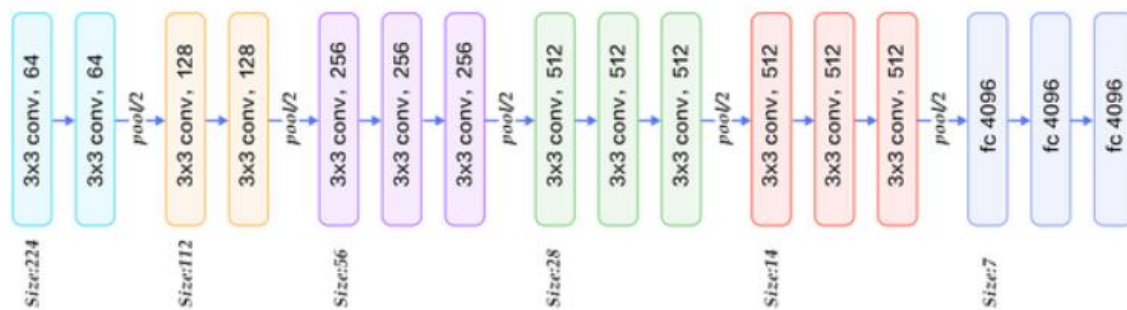 3x3 conv, 64
3x3 conv, 64
pool/2
3x3 conv, 128
3x3 conv, 128
pool/2
3x3 conv, 256
3x3 conv, 256
3x3 conv, 256
pool/2
3x3 conv, 512
3x3 conv, 512
3x3 conv, 512
pool/2
3x3 conv, 512
3x3 conv, 512
3x3 conv, 512
pool/2
fc 4096
fc 4096
fc 4096
Size:224
Size:112
Size:56
Size:28
Size:14
Size:7